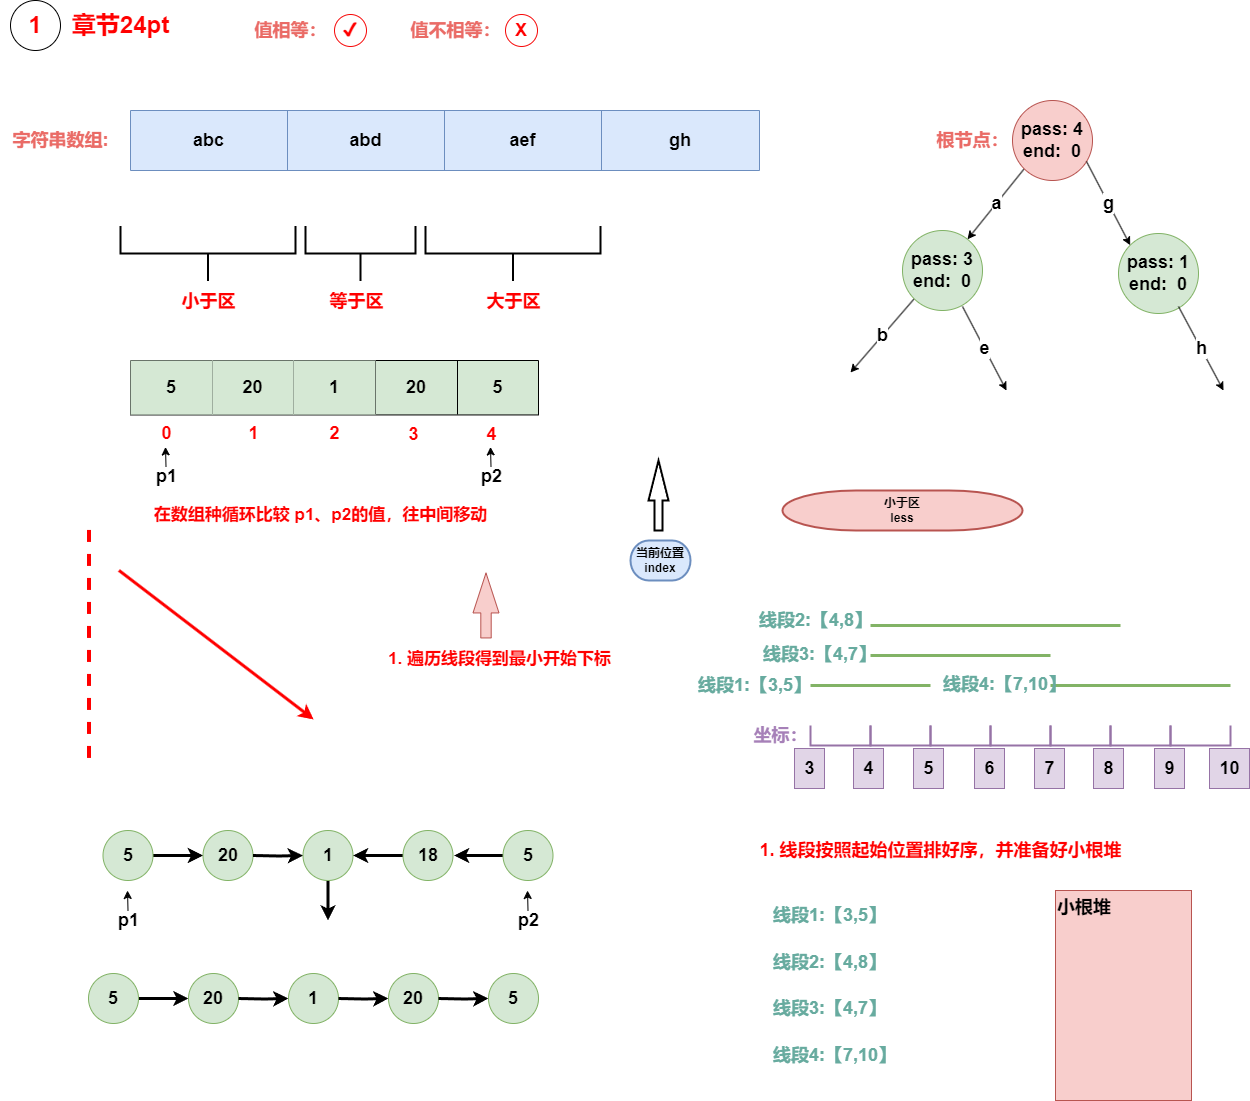 1 章节24pt
值相等： ✓
值不相等： X
字符串数组:
abc abd aef gh
根节点：
pass: 4
end: 0
a g
pass: 3
end: 0
pass: 1
end: 0
b e h
小于区 等于区 大于区
5 20 1 20 5
0 1 2 3 4
p1 p2
在数组种循环比较 p1、p2的值，往中间移动
当前位置
index
小于区
less
1. 遍历线段得到最小开始下标
线段2:【4,8】
线段3:【4,7】
线段1:【3,5】 线段4:【7,10】
坐标：
3 4 5 6 7 8 9 10
5 20 1 18 5
p1 p2
5 20 1 20 5
1. 线段按照起始位置排好序，并准备好小根堆
线段1:【3,5】
线段2:【4,8】
线段3:【4,7】
线段4:【7,10】
小根堆